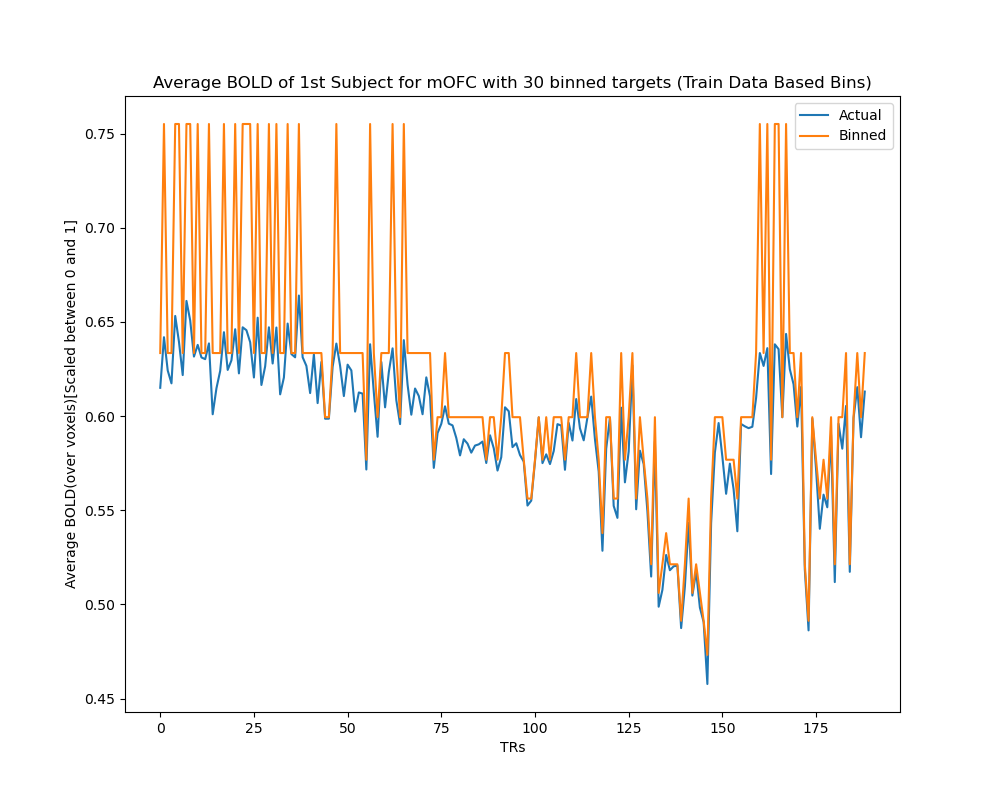 Average BOLD of 1st Subject for mOFC with 30 binned targets (Train Data Based Bins)
Actual
Binned
0.75
0.70
0.65
0.60
0.55
0.50
0.45
Average BOLD(over voxels)[Scaled between 0 and 1]
0 25 50 75 100 125 150 175
TRs